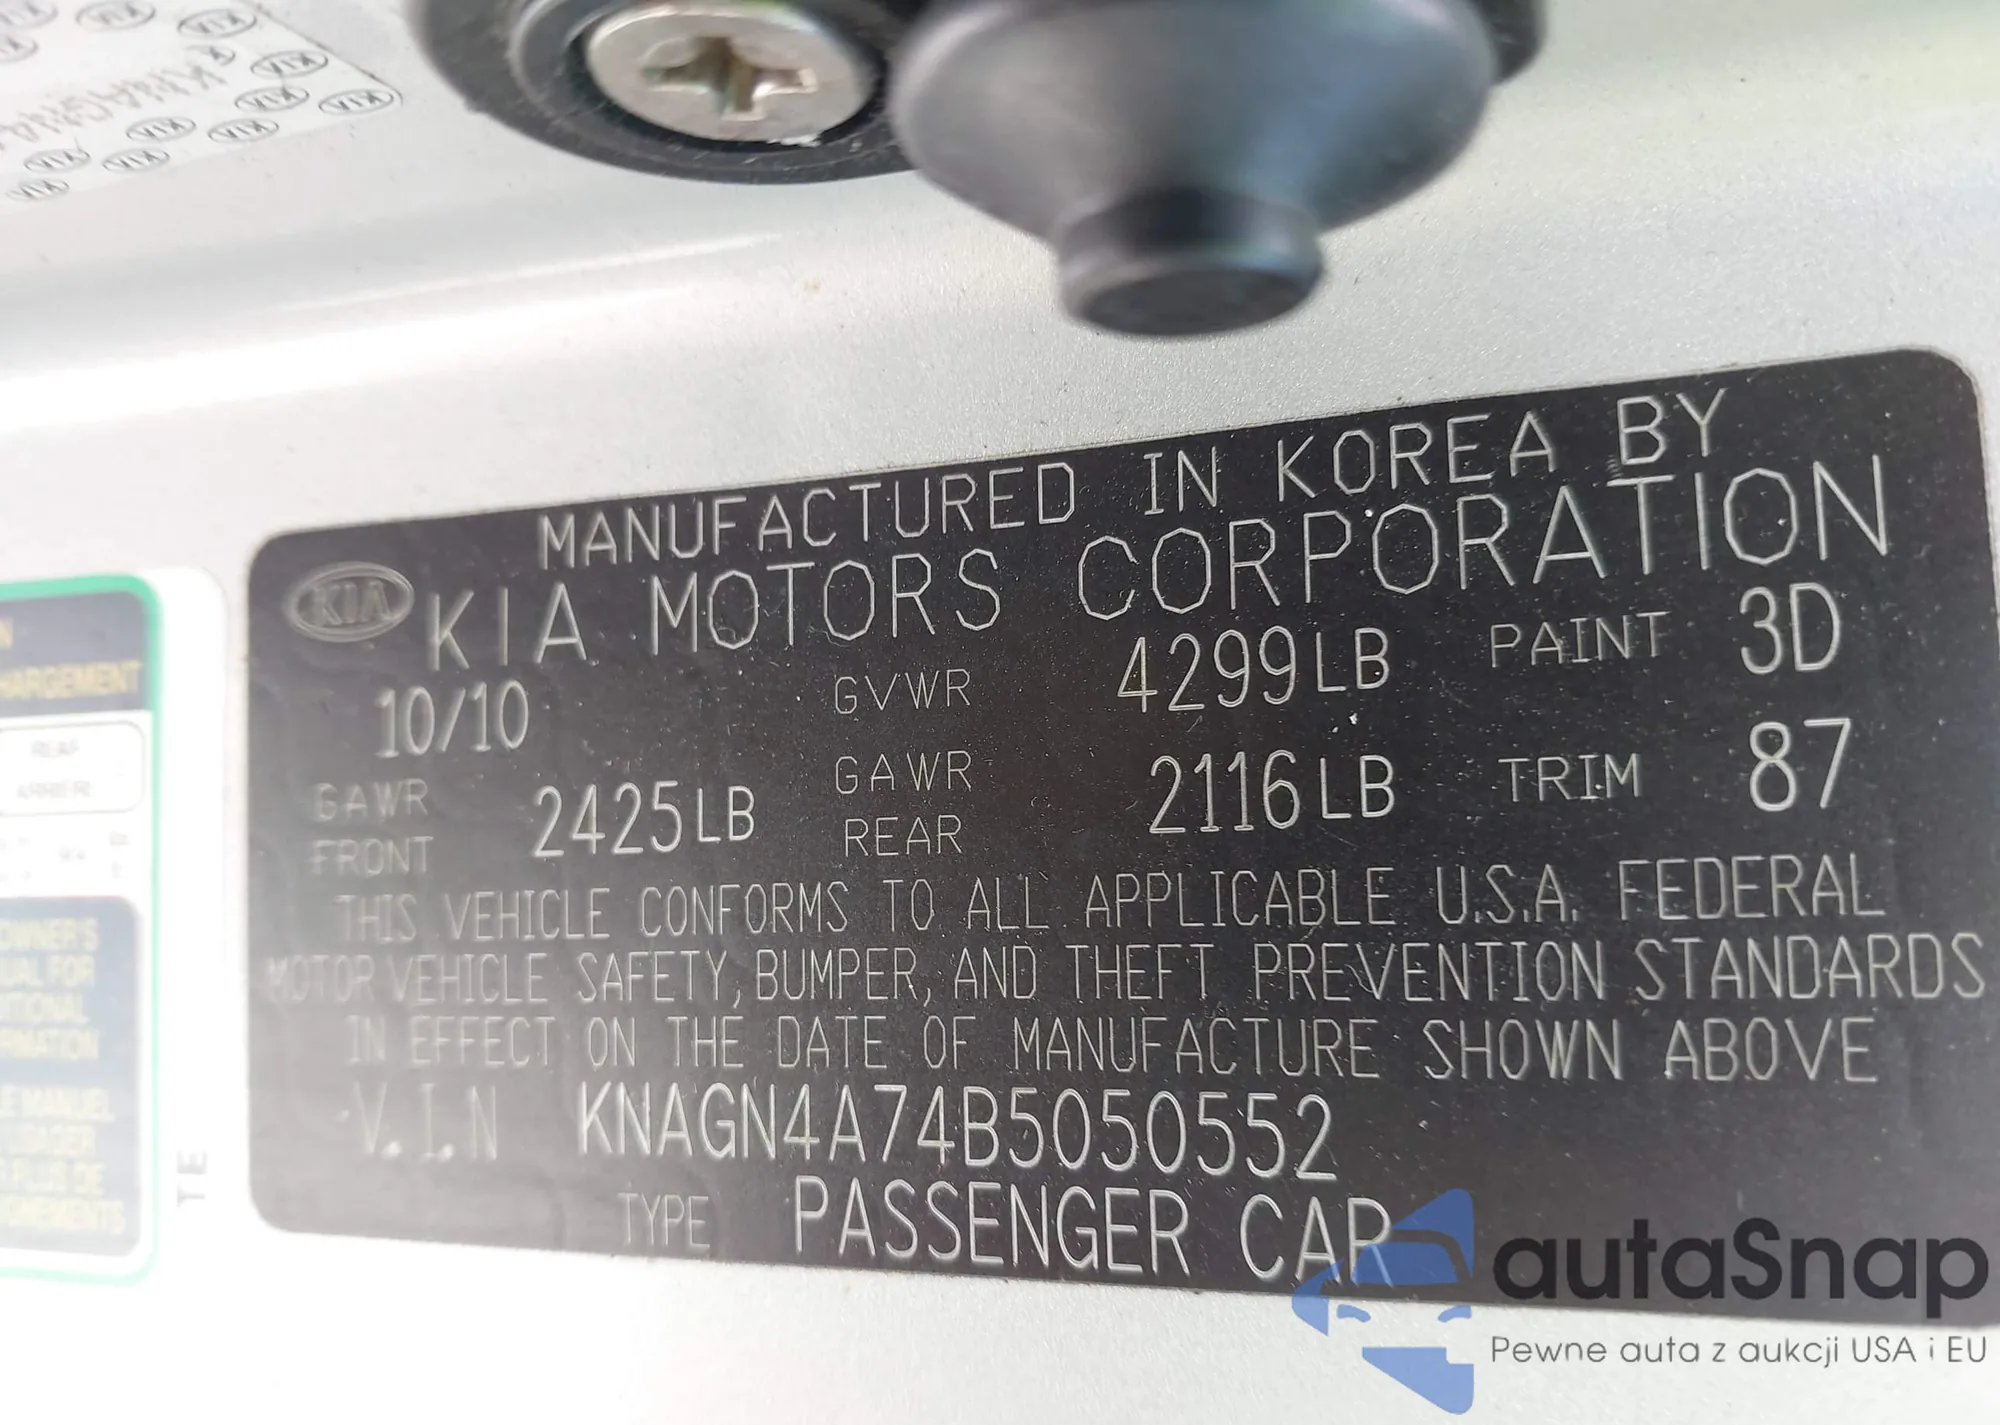 KIA
MANUFACTURED IN KOREA BY
KIA MOTORS CORPORATION
10/10 GVWR 4299LB PAINT 3D
GAWR FRONT 2425LB GAWR REAR 2116LB TRIM 87
THIS VEHICLE CONFORMS TO ALL APPLICABLE U.S.A. FEDERAL
MOTOR VEHICLE SAFETY, BUMPER, AND THEFT PREVENTION STANDARDS
IN EFFECT ON THE DATE OF MANUFACTURE SHOWN ABOVE
V.I.N KNAGN4A74B5050552
TYPE PASSENGER CAR
TE
autaSnap
Pewne auta z aukcji USA i EU